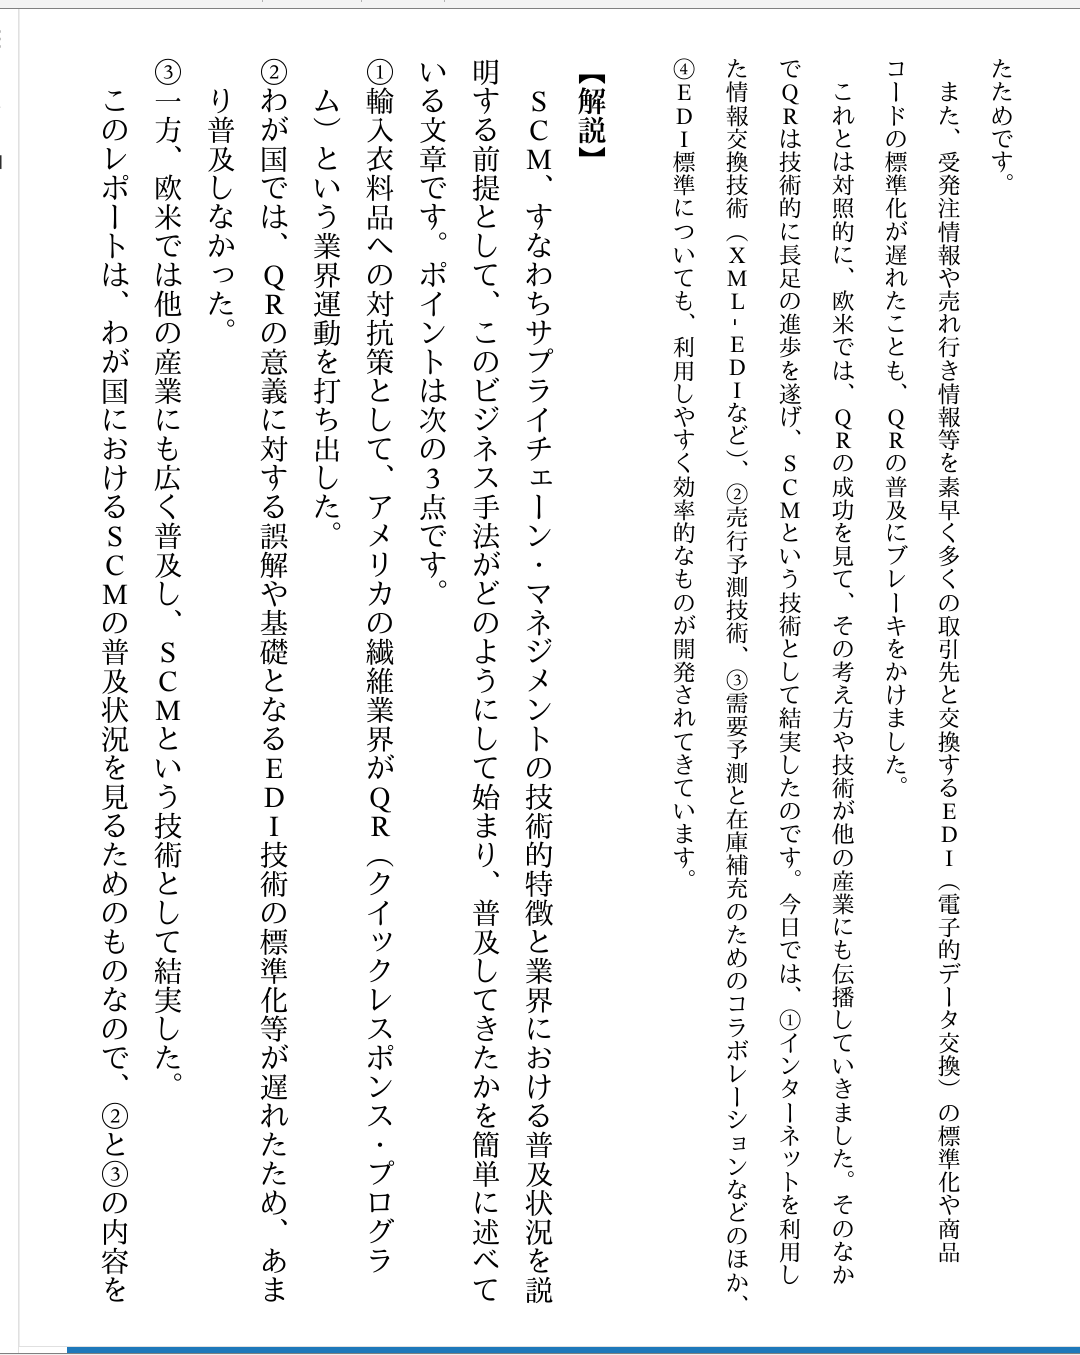 たためです。
　また、受発注情報や売れ行き情報等を素早く多くの取引先と交換するＥＤＩ（電子的データ交換）の標準化や商品
コードの標準化が遅れたことも、ＱＲの普及にブレーキをかけました。
　これとは対照的に、欧米では、ＱＲの成功を見て、その考え方や技術が他の産業にも伝播していきました。そのなか
でＱＲは技術的に長足の進歩を遂げ、ＳＣＭという技術として結実したのです。今日では、①インターネットを利用し
た情報交換技術（ＸＭＬ-ＥＤＩなど）、②売行予測技術、③需要予測と在庫補充のためのコラボレーションなどのほか、
④ＥＤＩ標準についても、利用しやすく効率的なものが開発されてきています。
【解説】
　ＳＣＭ、すなわちサプライチェーン・マネジメントの技術的特徴と業界における普及状況を説
明する前提として、このビジネス手法がどのようにして始まり、普及してきたかを簡単に述べて
いる文章です。ポイントは次の３点です。
①輸入衣料品への対抗策として、アメリカの繊維業界がＱＲ（クイックレスポンス・プログラ
ム）という業界運動を打ち出した。
②わが国では、ＱＲの意義に対する誤解や基礎となるＥＤＩ技術の標準化等が遅れたため、あま
り普及しなかった。
③一方、欧米では他の産業にも広く普及し、ＳＣＭという技術として結実した。
　このレポートは、わが国におけるＳＣＭの普及状況を見るためのものなので、②と③の内容を